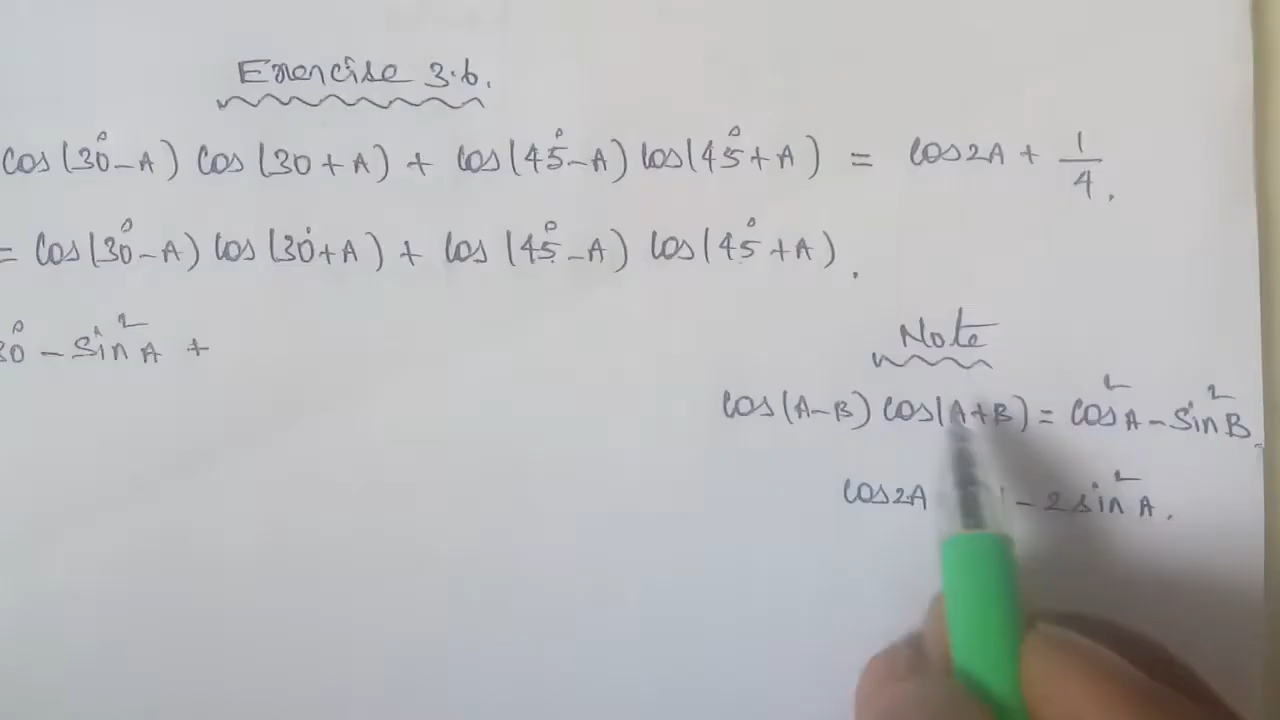 Exercise 3.6.
cos(30°-A) cos(30+A) + cos(45°-A) cos(45°+A) = cos2A + 1/4.
= cos(30°-A) cos(30°+A) + cos(45°-A) cos(45°+A).
30° - sin²A +
Note
cos(A-B) cos(A+B) = cos²A - sin²B.
cos2A 1 - 2sin²A.